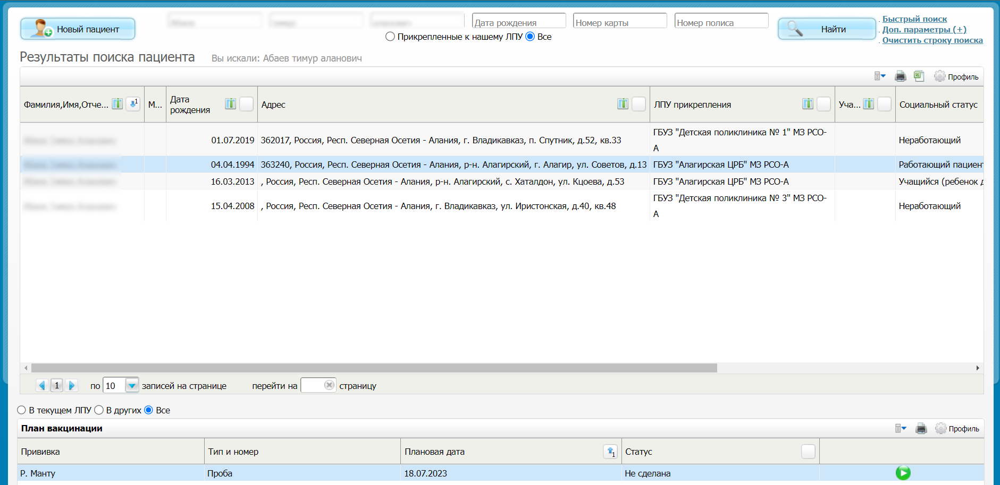 Новый пациент
Дата рождения
Номер карты
Номер полиса
Найти
Быстрый поиск
Доп. параметры (+)
Очистить строку поиска
Прикрепленные к нашему ЛПУ Все
Результаты поиска пациента Вы искали: Абаев тимур аланович
Профиль
Фамилия,Имя,Отче... 1 М... Дата рождения Адрес ЛПУ прикрепления Уча... Социальный статус
01.07.2019 362017, Россия, Респ. Северная Осетия - Алания, г. Владикавказ, п. Спутник, д.52, кв.33 ГБУЗ "Детская поликлиника № 1" МЗ РСО-А Неработающий
04.04.1994 363240, Россия, Респ. Северная Осетия - Алания, р-н. Алагирский, г. Алагир, ул. Советов, д.13 ГБУЗ "Алагирская ЦРБ" МЗ РСО-А Работающий пациент
16.03.2013 , Россия, Респ. Северная Осетия - Алания, р-н. Алагирский, с. Хаталдон, ул. Кцоева, д.53 ГБУЗ "Алагирская ЦРБ" МЗ РСО-А Учащийся (ребенок д
15.04.2008 , Россия, Респ. Северная Осетия - Алания, г. Владикавказ, ул. Иристонская, д.40, кв.48 ГБУЗ "Детская поликлиника № 3" МЗ РСО-А Неработающий
1 по 10 записей на странице перейти на страницу
В текущем ЛПУ В других Все
План вакцинации Профиль
Прививка Тип и номер Плановая дата 1 Статус
Р. Манту Проба 18.07.2023 Не сделана